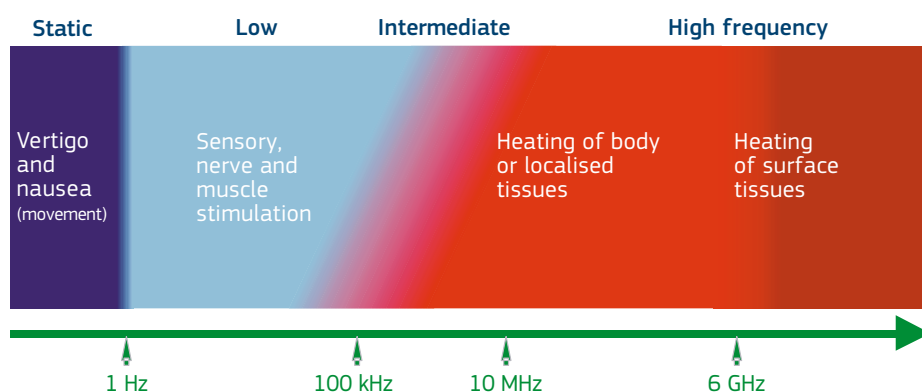 Static Low Intermediate High frequency
Vertigo
and
nausea
(movement)
Sensory,
nerve and
muscle
stimulation
Heating of body
or localised
tissues
Heating
of surface
tissues
1 Hz 100 kHz 10 MHz 6 GHz